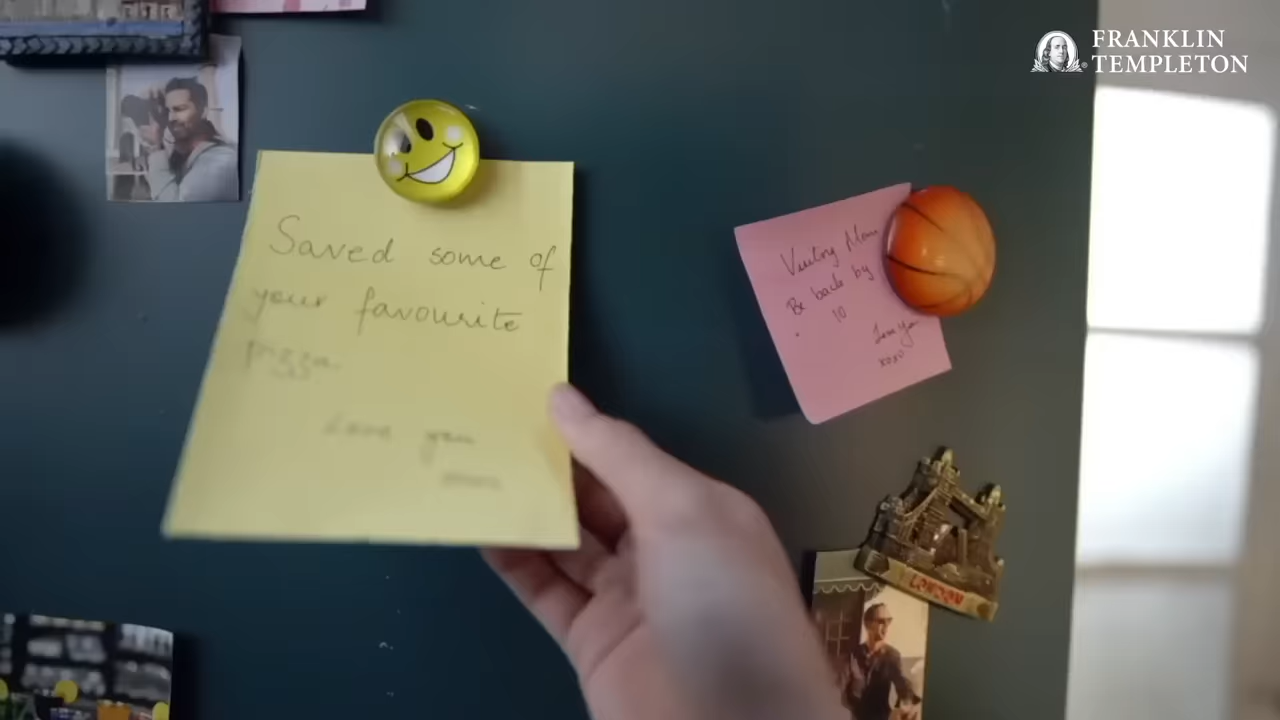 FRANKLIN
TEMPLETON
Saved some of
your favourite
pizza.
Love you
Visiting Mom
Be back by
10
Love you
xoxo
LONDON